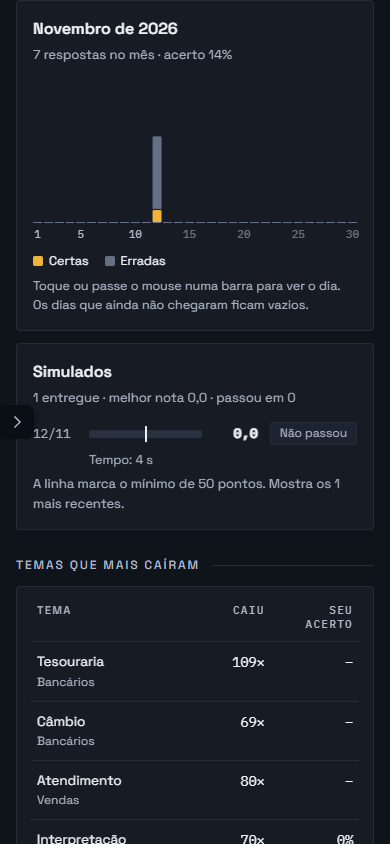 Novembro de 2026
7 respostas no mês · acerto 14%
1 5 10 15 20 25 30
Certas Erradas
Toque ou passe o mouse numa barra para ver o dia.
Os dias que ainda não chegaram ficam vazios.
Simulados
1 entregue · melhor nota 0,0 · passou em 0
12/11 0,0 Não passou
Tempo: 4 s
A linha marca o mínimo de 50 pontos. Mostra os 1
mais recentes.
TEMAS QUE MAIS CAÍRAM
TEMA CAIU SEU
ACERTO
Tesouraria 109× –
Bancários
Câmbio 69× –
Bancários
Atendimento 80× –
Vendas
Interpretação 70× 0%